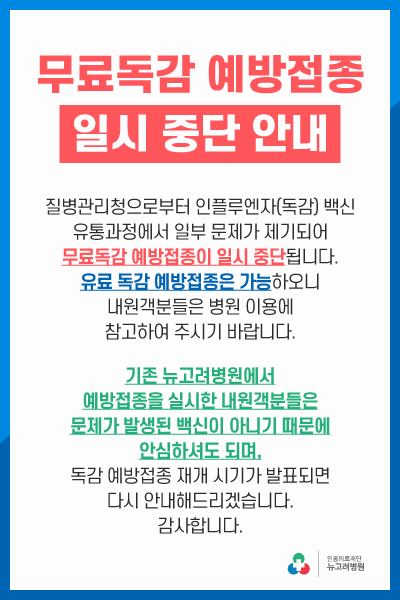 무료독감 예방접종
일시 중단 안내
질병관리청으로부터 인플루엔자(독감) 백신
유통과정에서 일부 문제가 제기되어
무료독감 예방접종이 일시 중단됩니다.
유료 독감 예방접종은 가능하오니
내원객분들은 병원 이용에
참고하여 주시기 바랍니다.
기존 뉴고려병원에서
예방접종을 실시한 내원객분들은
문제가 발생된 백신이 아니기 때문에
안심하셔도 되며,
독감 예방접종 재개 시기가 발표되면
다시 안내해드리겠습니다.
감사합니다.
인봉의료재단
뉴고려병원